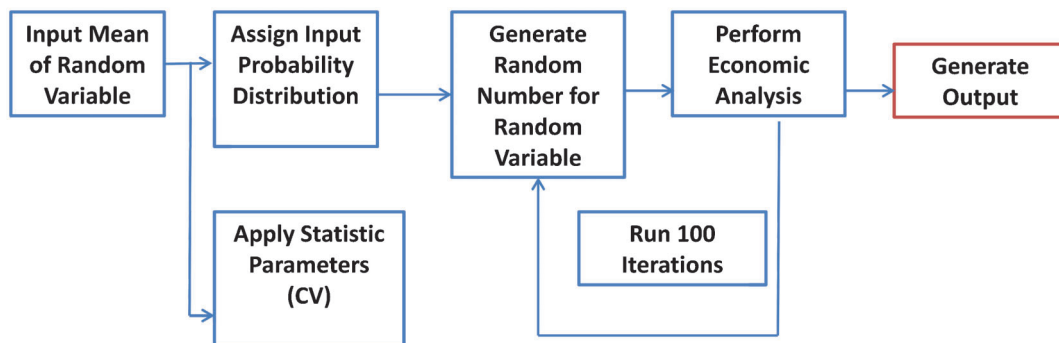 Input Mean
of Random
Variable
Assign Input
Probability
Distribution
Generate
Random
Number for
Random
Variable
Perform
Economic
Analysis
Generate
Output
Apply Statistic
Parameters
(CV)
Run 100
Iterations